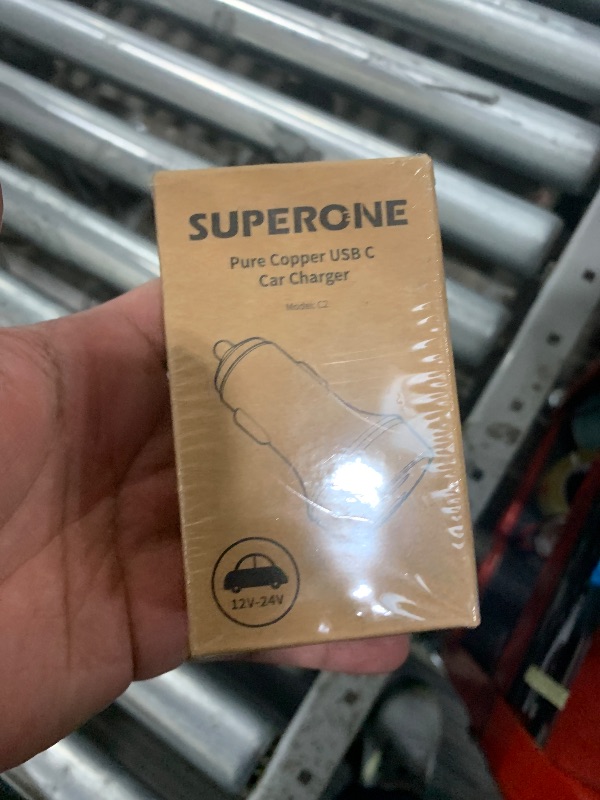 SUPERONE
Pure Copper USB C
Car Charger
Model: C2
12V-24V